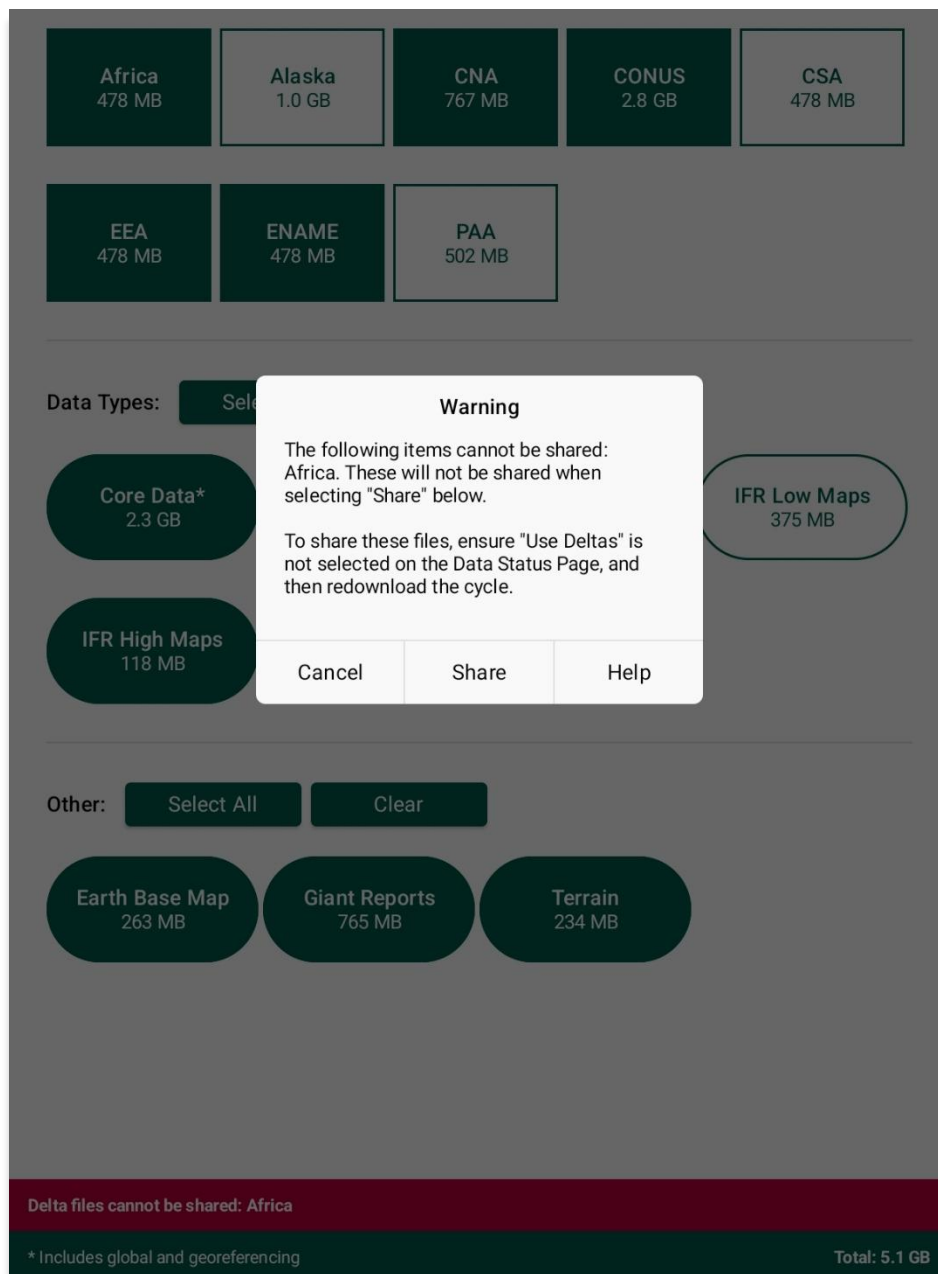 Africa
478 MB
Alaska
1.0 GB
CNA
767 MB
CONUS
2.8 GB
CSA
478 MB
EEA
478 MB
ENAME
478 MB
PAA
502 MB
Data Types:
Warning
The following items cannot be shared:
Africa. These will not be shared when
selecting "Share" below.
To share these files, ensure "Use Deltas" is
not selected on the Data Status Page, and
then redownload the cycle.
Cancel
Share
Help
Core Data*
2.3 GB
IFR Low Maps
375 MB
IFR High Maps
118 MB
Other:
Select All
Clear
Earth Base Map
263 MB
Giant Reports
765 MB
Terrain
234 MB
Delta files cannot be shared: Africa
* Includes global and georeferencing
Total: 5.1 GB